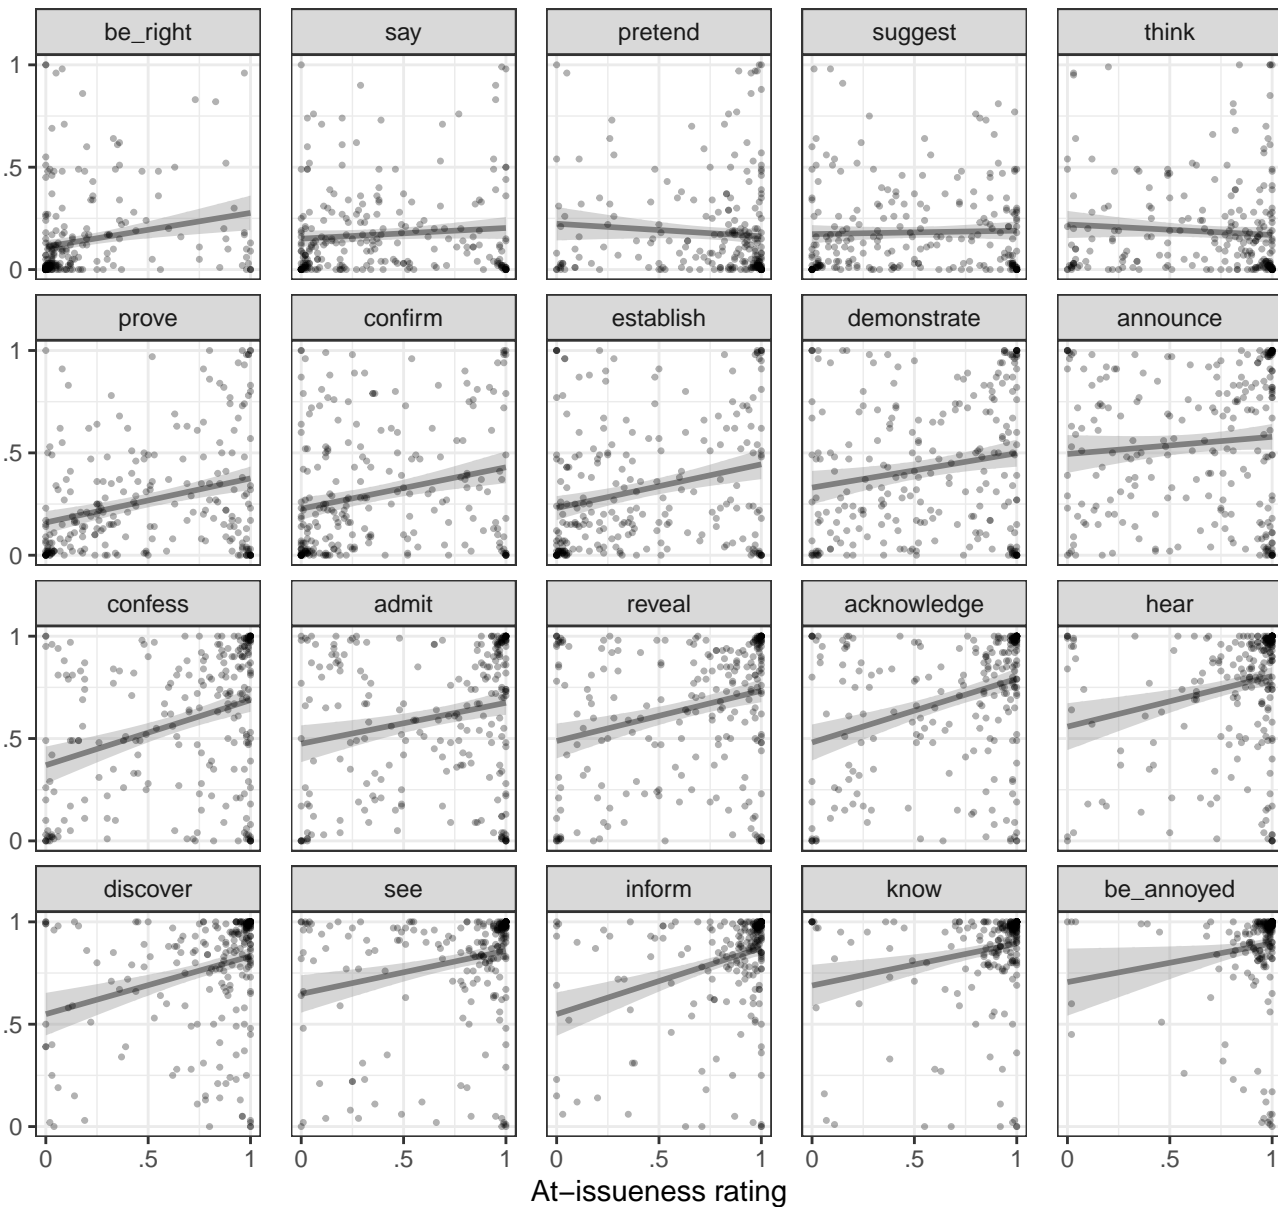 be_right say pretend suggest think
1
.5
0
prove confirm establish demonstrate announce
1
.5
0
confess admit reveal acknowledge hear
1
.5
0
discover see inform know be_annoyed
1
.5
0
0 .5 1 0 .5 1 0 .5 1 0 .5 1 0 .5 1
At−issueness rating